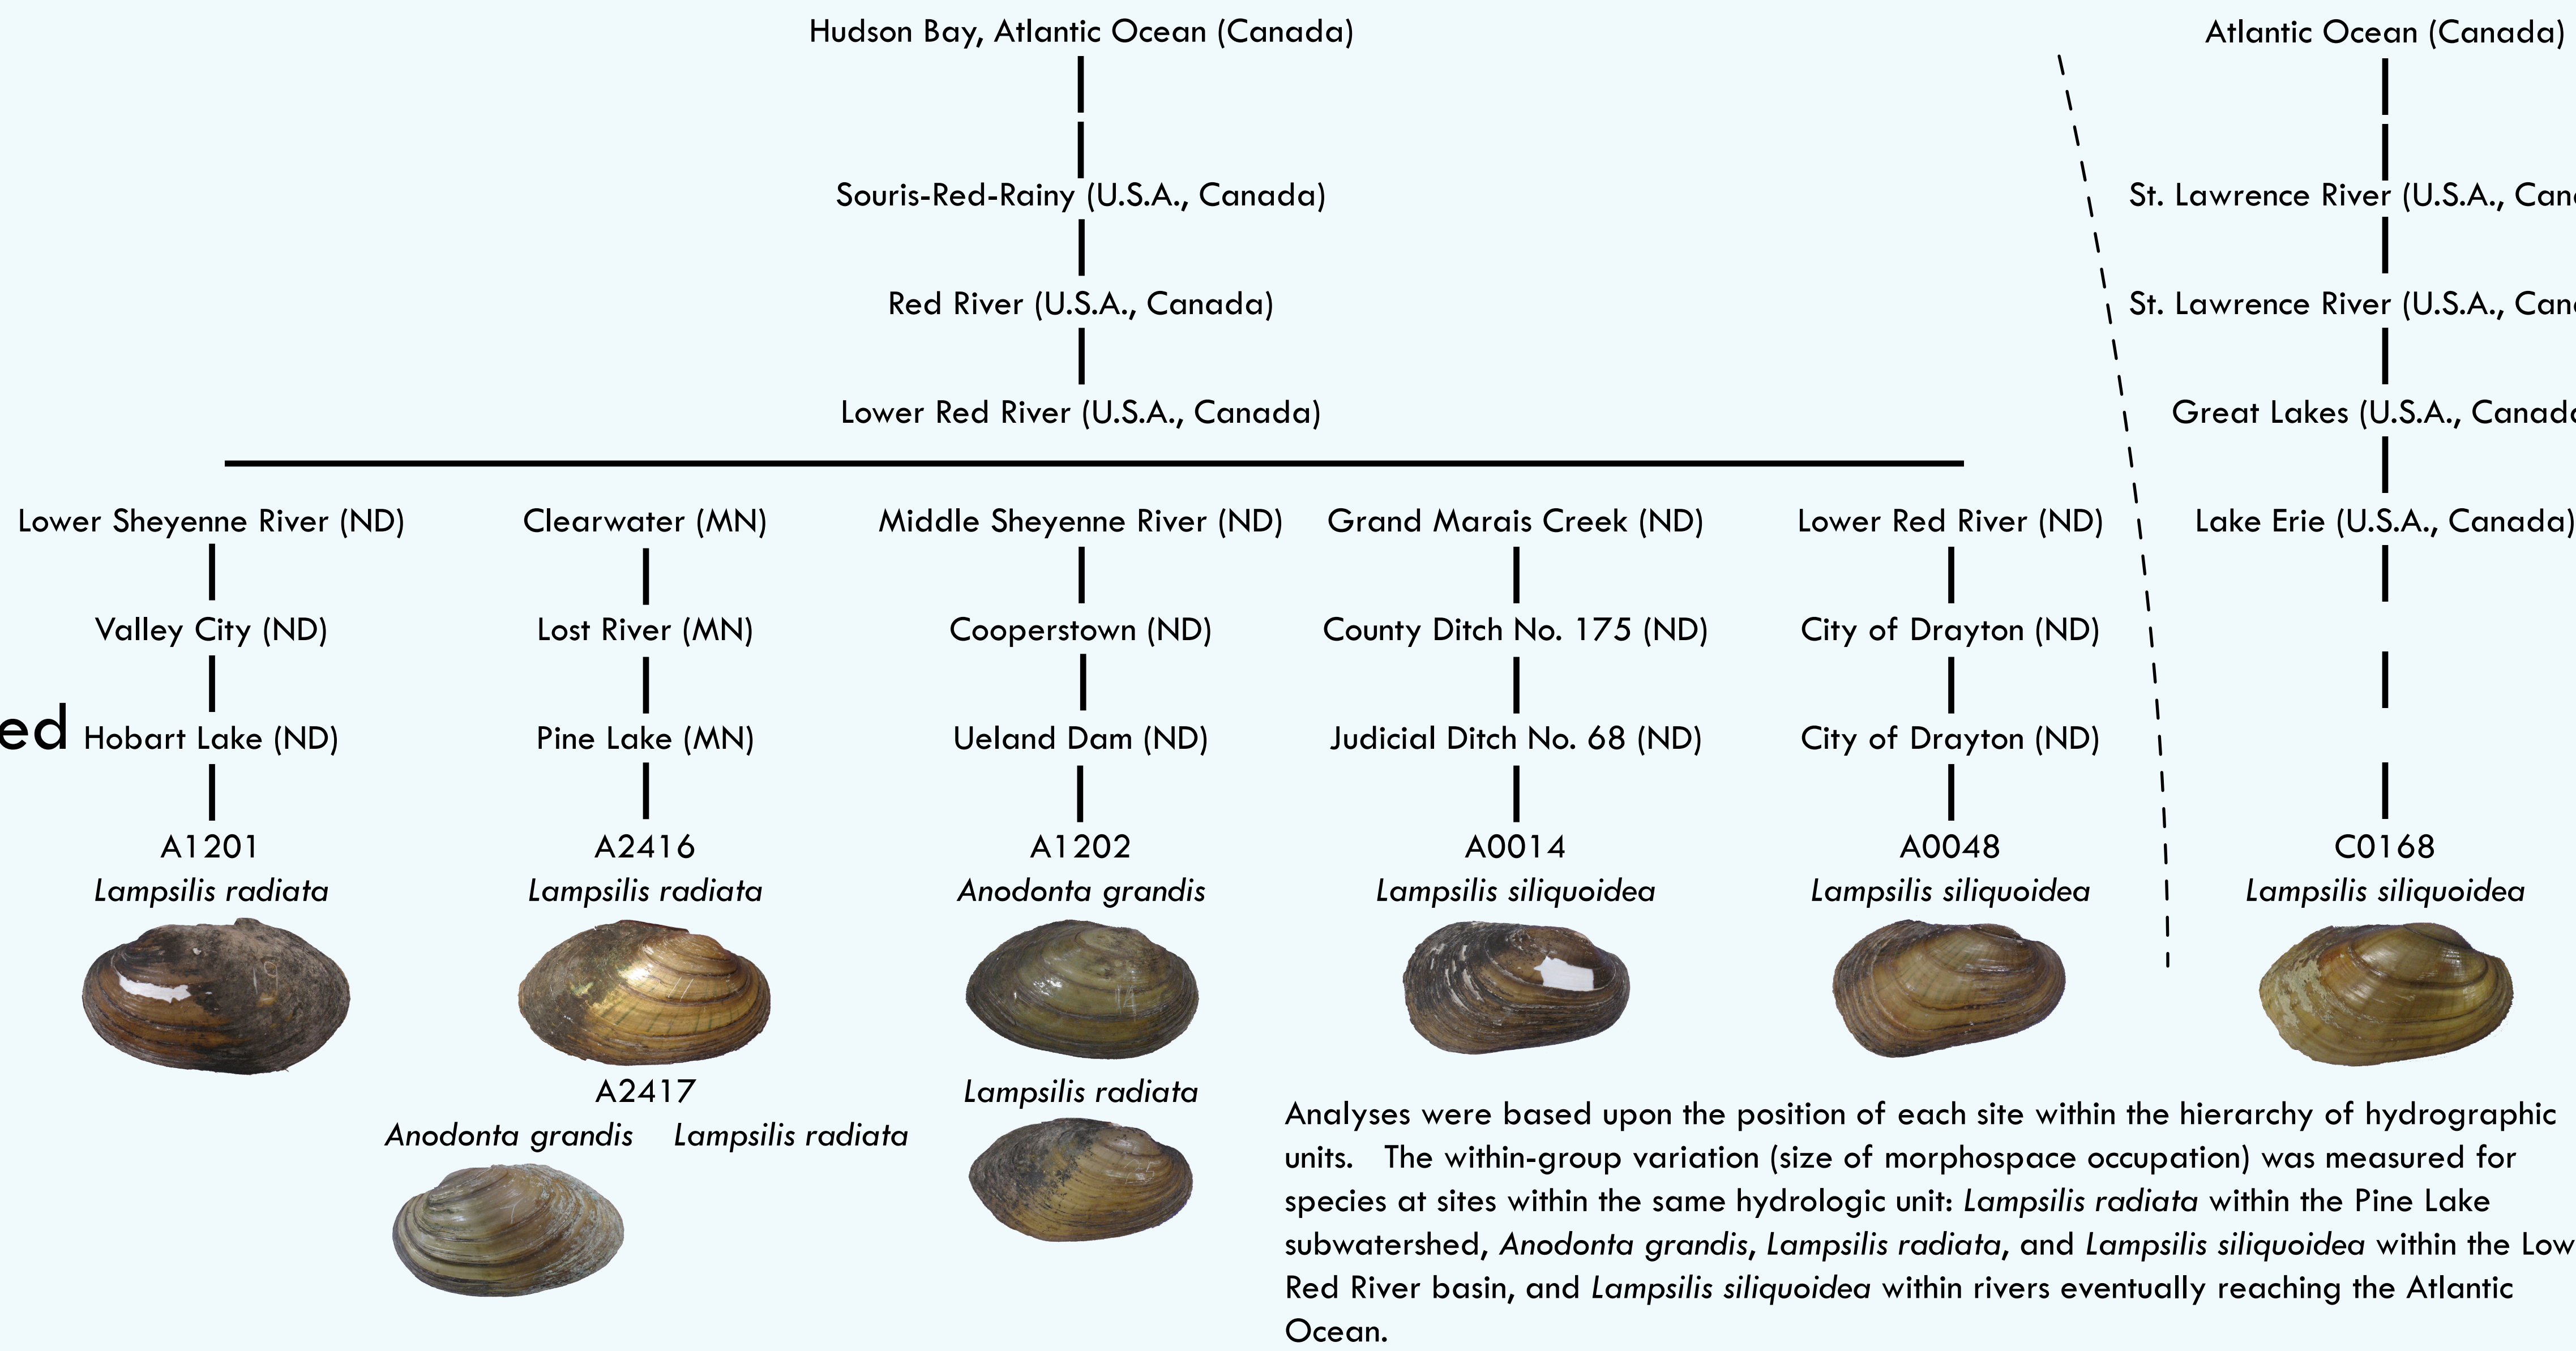 Hudson Bay, Atlantic Ocean (Canada)
Atlantic Ocean (Canada)
Souris-Red-Rainy (U.S.A., Canada)
St. Lawrence River (U.S.A., Can
Red River (U.S.A., Canada)
St. Lawrence River (U.S.A., Can
Lower Red River (U.S.A., Canada)
Great Lakes (U.S.A., Canad
Lower Sheyenne River (ND)
Clearwater (MN)
Middle Sheyenne River (ND)
Grand Marais Creek (ND)
Lower Red River (ND)
Lake Erie (U.S.A., Canada)
Valley City (ND)
Lost River (MN)
Cooperstown (ND)
County Ditch No. 175 (ND)
City of Drayton (ND)
ed
Hobart Lake (ND)
Pine Lake (MN)
Ueland Dam (ND)
Judicial Ditch No. 68 (ND)
City of Drayton (ND)
A1201
A2416
A1202
A0014
A0048
C0168
Lampsilis radiata
Lampsilis radiata
Anodonta grandis
Lampsilis siliquoidea
Lampsilis siliquoidea
Lampsilis siliquoidea
A2417
Anodonta grandis
Lampsilis radiata
Lampsilis radiata
Analyses were based upon the position of each site within the hierarchy of hydrographic
units. The within-group variation (size of morphospace occupation) was measured for
species at sites within the same hydrologic unit: Lampsilis radiata within the Pine Lake
subwatershed, Anodonta grandis, Lampsilis radiata, and Lampsilis siliquoidea within the Low
Red River basin, and Lampsilis siliquoidea within rivers eventually reaching the Atlantic
Ocean.